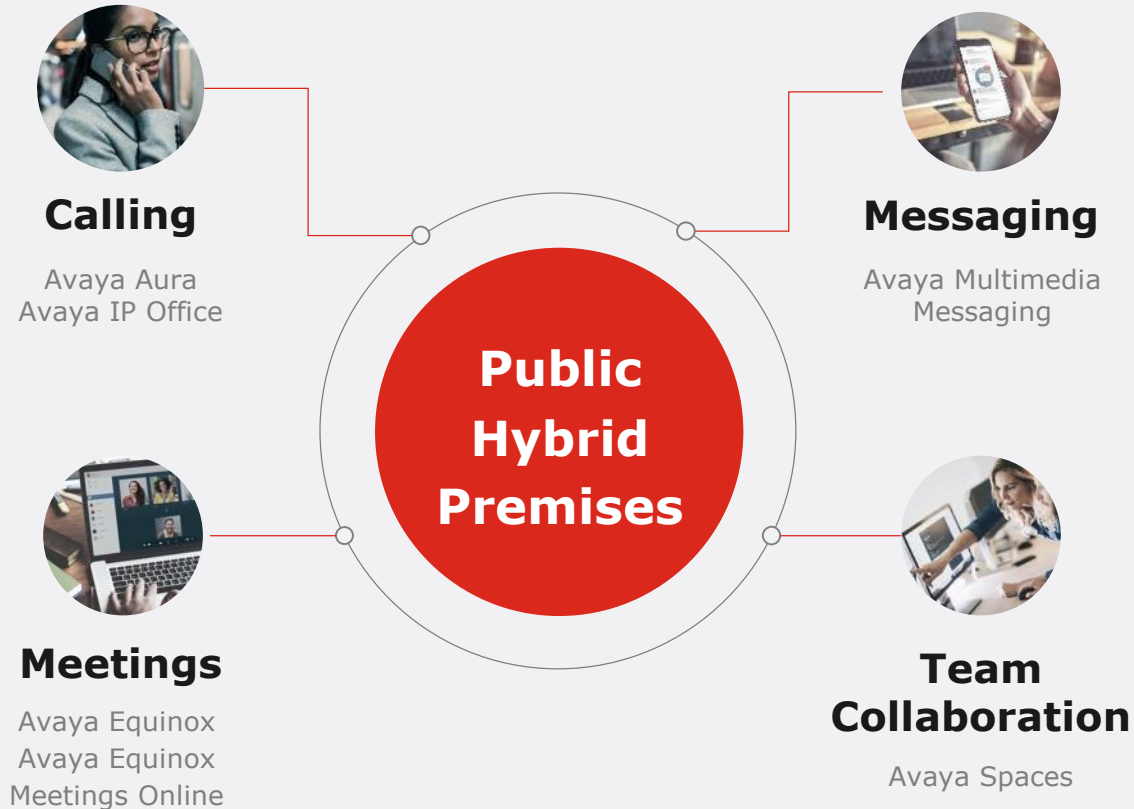 Calling
Avaya Aura
Avaya IP Office
Messaging
Avaya Multimedia
Messaging
Public
Hybrid
Premises
Meetings
Avaya Equinox
Avaya Equinox
Meetings Online
Team
Collaboration
Avaya Spaces